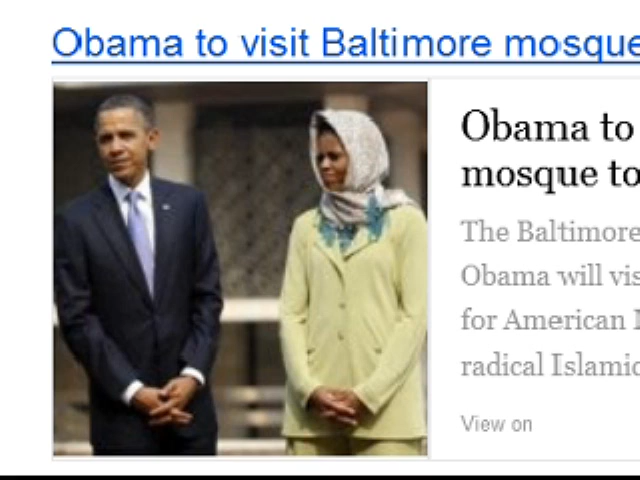 Obama to visit Baltimore mosque
Obama to
mosque to
The Baltimore
Obama will vis
for American
radical Islamic
View on